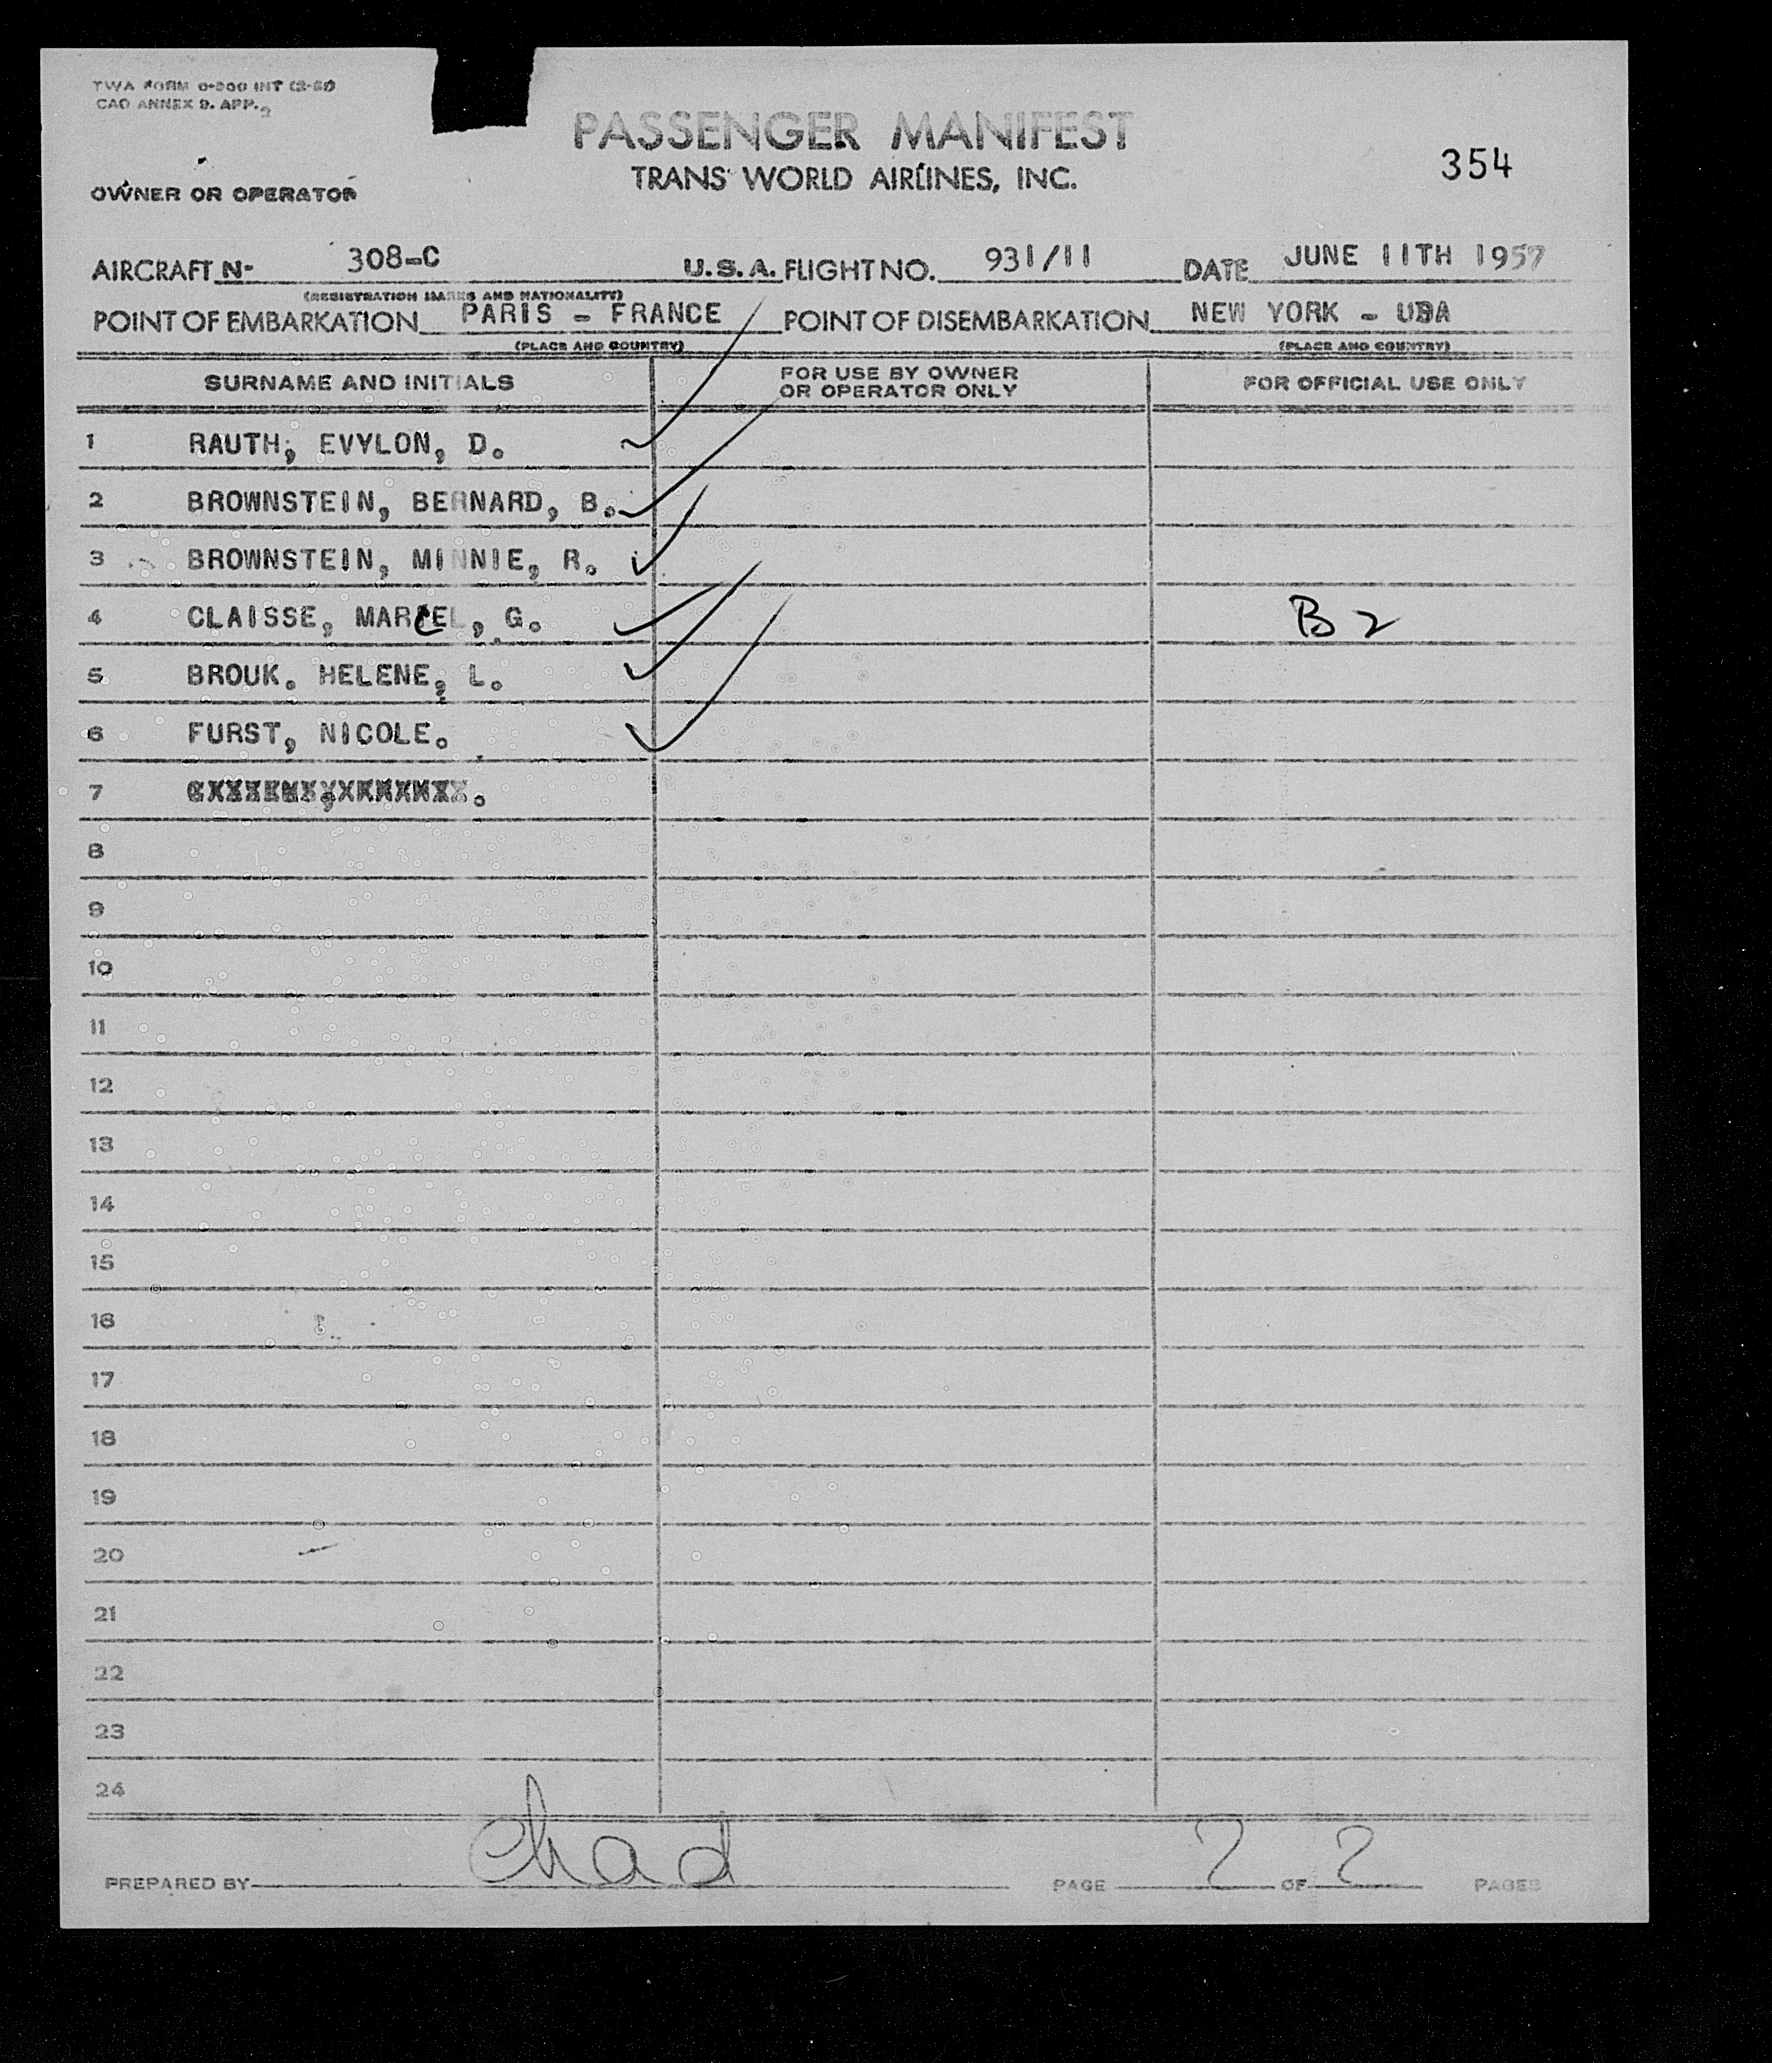 TWA FORM 0-200 INT
ICAO ANNEX 9. APP. 2
PASSENGER MANIFEST
TRANS WORLD AIRLINES, INC.
354
OWNER OR OPERATOR
AIRCRAFT N- 308-C U.S.A. FLIGHT NO. 931/11 DATE JUNE 11TH 1957
(REGISTRATION MARKS AND NATIONALITY)
POINT OF EMBARKATION PARIS - FRANCE POINT OF DISEMBARKATION NEW YORK - USA
(PLACE AND COUNTRY) (PLACE AND COUNTRY)
SURNAME AND INITIALS FOR USE BY OWNER OR OPERATOR ONLY FOR OFFICIAL USE ONLY
1 RAUTH, EVYLON, D.
2 BROWNSTEIN, BERNARD, B.
3 BROWNSTEIN, MINNIE, R.
4 CLAISSE, MARCEL, G. B2
5 BROUK. HELENE, L.
6 FURST, NICOLE.
7
8
9
10
11
12
13
14
15
16
17
18
19
20
21
22
23
24
PREPARED BY Chad PAGE 2 OF 2 PAGES